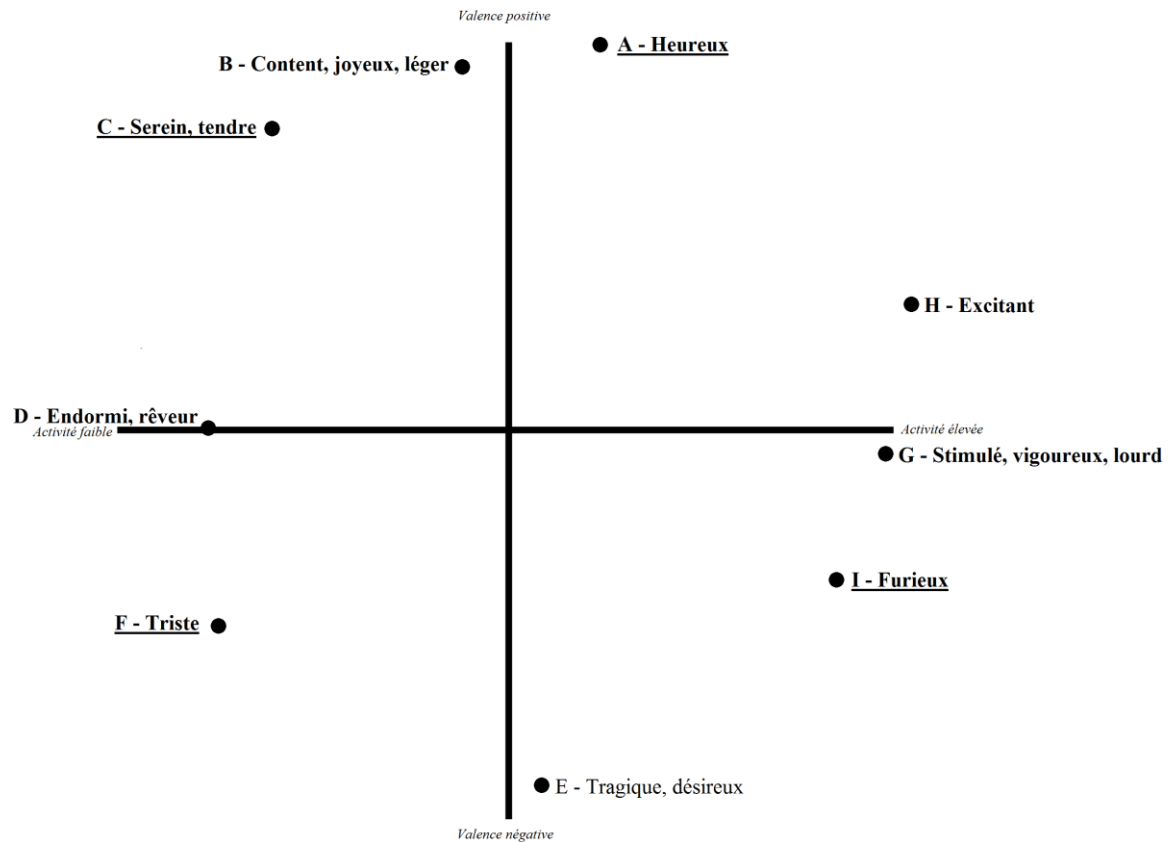 Valence positive
A - Heureux
B - Content, joyeux, léger
C - Serein, tendre
H - Excitant
D - Endormi, rêveur
Activité faible
Activité élevée
G - Stimulé, vigoureux, lourd
I - Furieux
F - Triste
E - Tragique, désireux
Valence négative